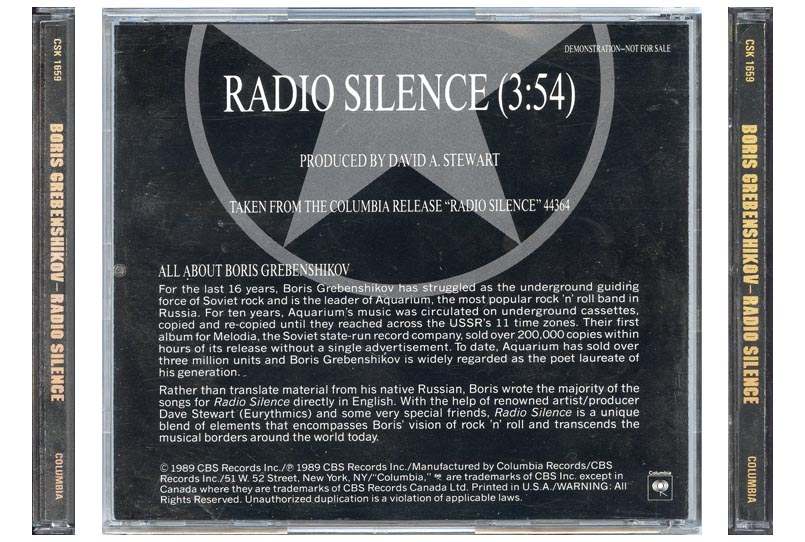 CSK 1659
BORIS GREBENSHIKOV– RADIO SILENCE
COLUMBIA
DEMONSTRATION–NOT FOR SALE
RADIO SILENCE (3:54)
PRODUCED BY DAVID A. STEWART
TAKEN FROM THE COLUMBIA RELEASE “RADIO SILENCE” 44364
ALL ABOUT BORIS GREBENSHIKOV
For the last 16 years, Boris Grebenshikov has struggled as the underground guiding
force of Soviet rock and is the leader of Aquarium, the most popular rock 'n' roll band in
Russia. For ten years, Aquarium's music was circulated on underground cassettes,
copied and re-copied until they reached across the USSR's 11 time zones. Their first
album for Melodia, the Soviet state-run record company, sold over 200,000 copies within
hours of its release without a single advertisement. To date, Aquarium has sold over
three million units and Boris Grebenshikov is widely regarded as the poet laureate of
his generation.
Rather than translate material from his native Russian, Boris wrote the majority of the
songs for Radio Silence directly in English. With the help of renowned artist/producer
Dave Stewart (Eurythmics) and some very special friends, Radio Silence is a unique
blend of elements that encompasses Boris' vision of rock 'n' roll and transcends the
musical borders around the world today.
© 1989 CBS Records Inc./℗ 1989 CBS Records Inc./Manufactured by Columbia Records/CBS
Records Inc./51 W. 52 Street, New York, NY/"Columbia," are trademarks of CBS Inc. except in
Canada where they are trademarks of CBS Records Canada Ltd. Printed in U.S.A./WARNING: All
Rights Reserved. Unauthorized duplication is a violation of applicable laws.
Columbia
CSK 1659
BORIS GREBENSHIKOV– RADIO SILENCE
COLUMBIA